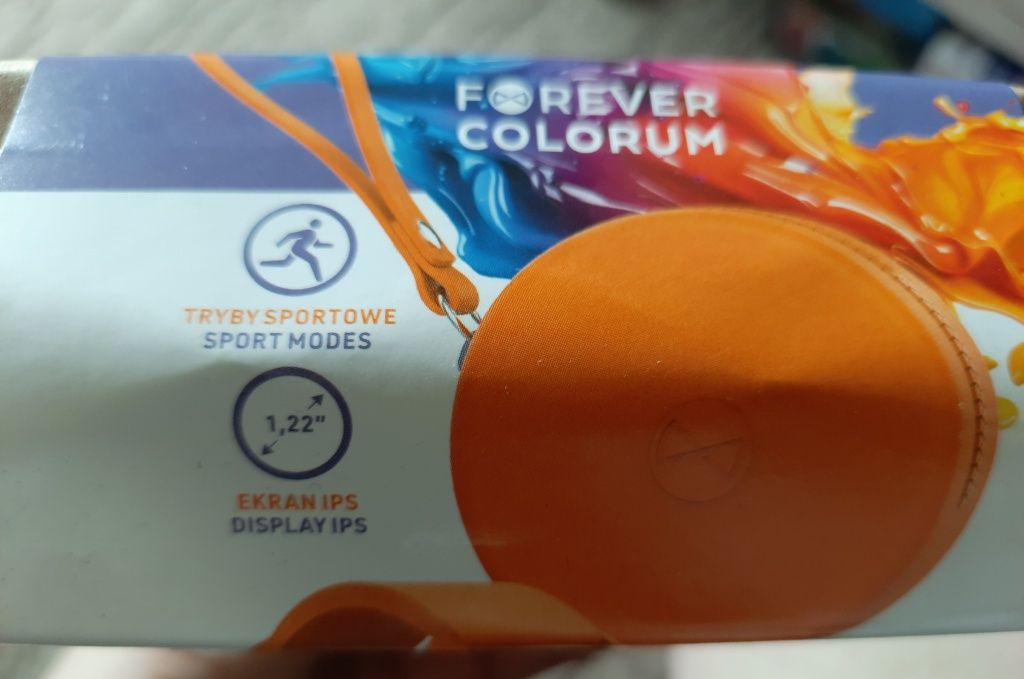 FOREVER
COLORUM
TRYBY SPORTOWE
SPORT MODES
1,22"
EKRAN IPS
DISPLAY IPS